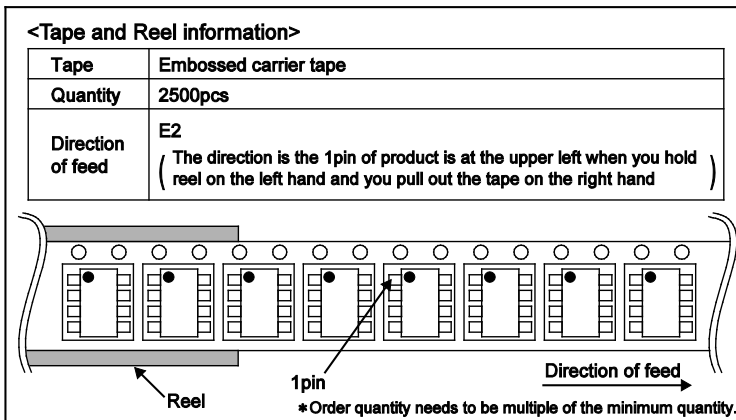 <Tape and Reel information>
Tape Embossed carrier tape
Quantity 2500pcs
Direction of feed E2
( The direction is the 1pin of product is at the upper left when you hold
reel on the left hand and you pull out the tape on the right hand )
Direction of feed
1pin
Reel
*Order quantity needs to be multiple of the minimum quantity.